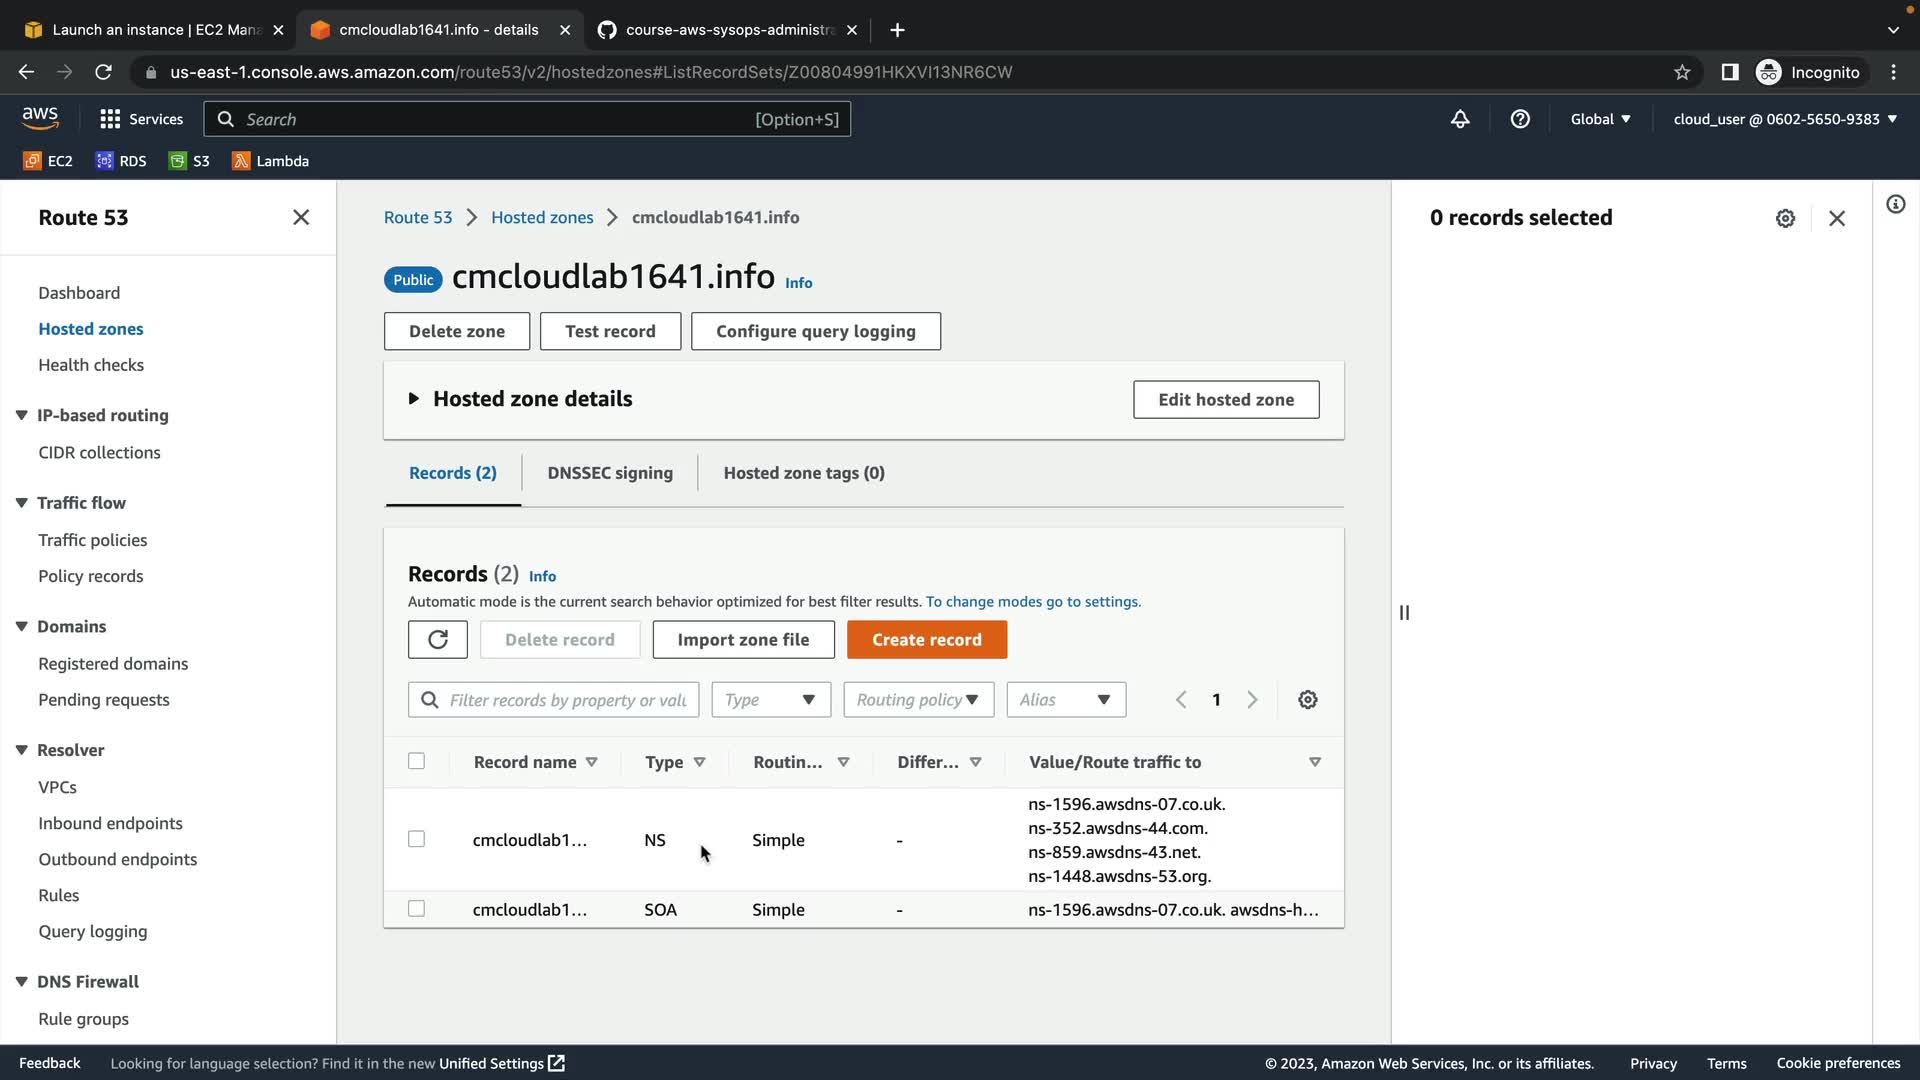 Launch an instance | EC2 Mana
cmcloudlab1641.info - details
course-aws-sysops-administra
us-east-1.console.aws.amazon.com/route53/v2/hostedzones#ListRecordSets/Z00804991HKXVI13NR6CW
Incognito
aws
Services
Search
[Option+S]
Global
cloud_user @ 0602-5650-9383
EC2
RDS
S3
Lambda
Route 53
Dashboard
Hosted zones
Health checks
IP-based routing
CIDR collections
Traffic flow
Traffic policies
Policy records
Domains
Registered domains
Pending requests
Resolver
VPCs
Inbound endpoints
Outbound endpoints
Rules
Query logging
DNS Firewall
Rule groups
Route 53 > Hosted zones > cmcloudlab1641.info
Public cmcloudlab1641.info Info
Delete zone
Test record
Configure query logging
Hosted zone details
Edit hosted zone
Records (2)
DNSSEC signing
Hosted zone tags (0)
Records (2) Info
Automatic mode is the current search behavior optimized for best filter results. To change modes go to settings.
Delete record
Import zone file
Create record
Filter records by property or valu
Type
Routing policy
Alias
1
Record name Type Routin... Differ... Value/Route traffic to
cmcloudlab1... NS Simple -
ns-1596.awsdns-07.co.uk.
ns-352.awsdns-44.com.
ns-859.awsdns-43.net.
ns-1448.awsdns-53.org.
cmcloudlab1... SOA Simple - ns-1596.awsdns-07.co.uk. awsdns-h...
0 records selected
Feedback
Looking for language selection? Find it in the new Unified Settings
© 2023, Amazon Web Services, Inc. or its affiliates.
Privacy
Terms
Cookie preferences